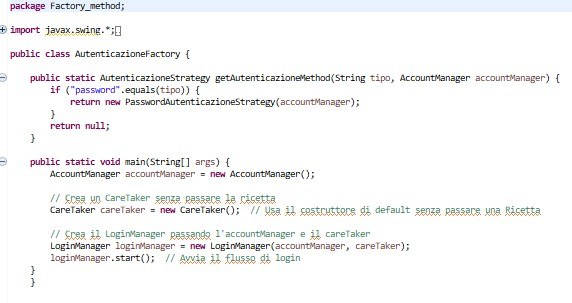 package Factory_method;
import javax.swing.*;
public class AutenticazioneFactory {
public static AutenticazioneStrategy getAutenticazioneMethod(String tipo, AccountManager accountManager) {
if ("password".equals(tipo)) {
return new PasswordAutenticazioneStrategy(accountManager);
}
return null;
}
public static void main(String[] args) {
AccountManager accountManager = new AccountManager();
// Crea un CareTaker senza passare la ricetta
CareTaker careTaker = new CareTaker();  // Usa il costruttore di default senza passare una Ricetta
// Crea il LoginManager passando l'accountManager e il careTaker
LoginManager loginManager = new LoginManager(accountManager, careTaker);
loginManager.start();  // Avvia il flusso di login
}
}